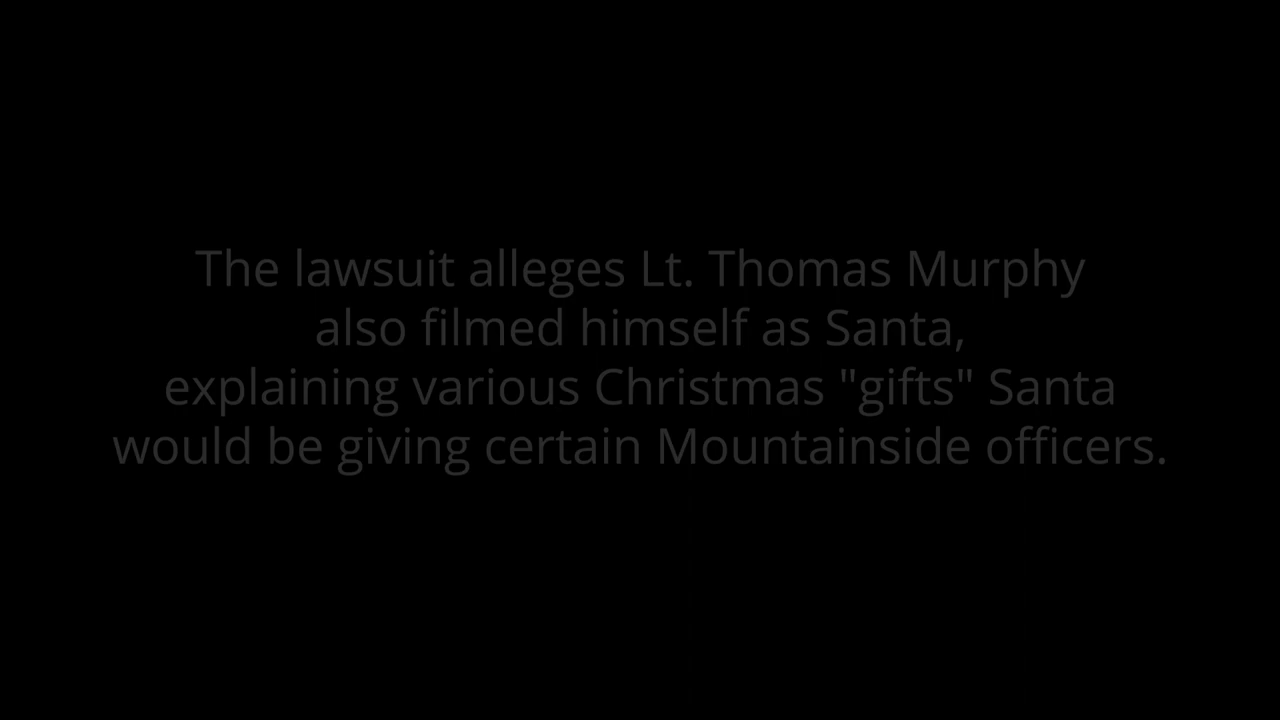 The lawsuit alleges Lt. Thomas Murphy
also filmed himself as Santa,
explaining various Christmas "gifts" Santa
would be giving certain Mountainside officers.